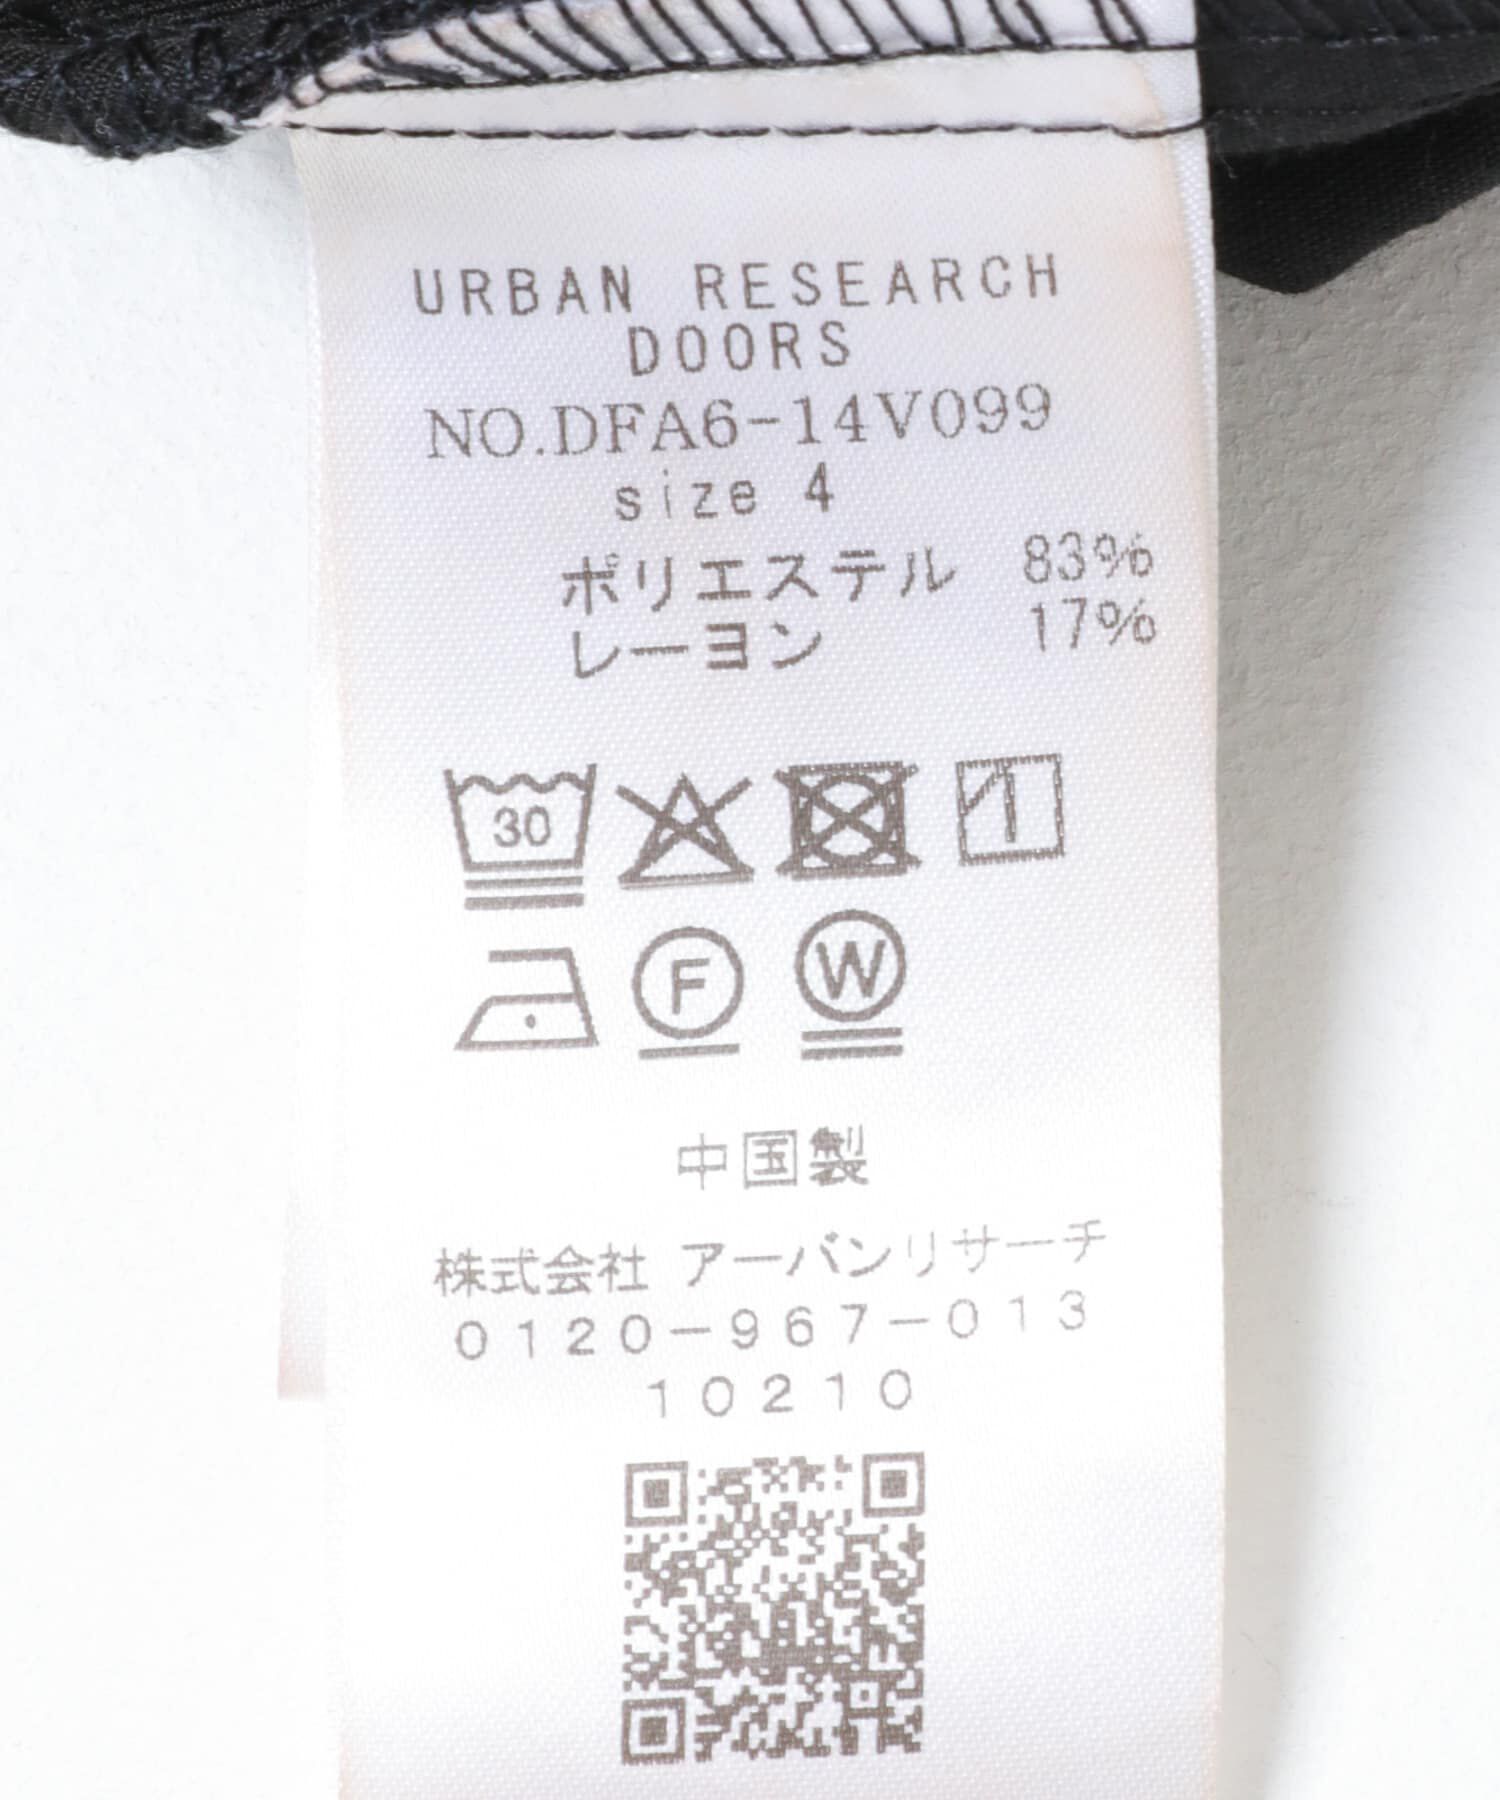 URBAN RESEARCH
DOORS
NO.DFA6-14V099
size 4
ポリエステル 83%
レーヨン 17%
30
F W
中国製
株式会社 アーバンリサーチ
0120-967-013
10210